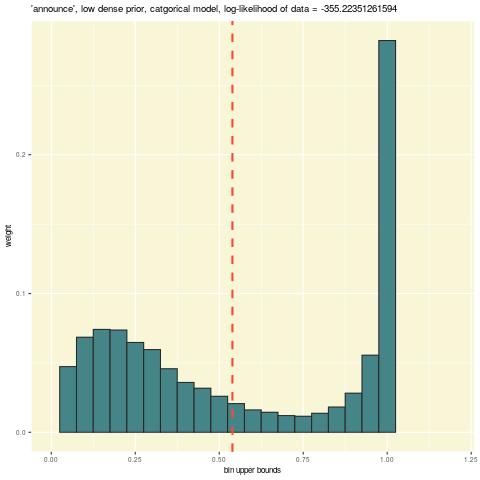 'announce', low dense prior, catgorical model, log-likelihood of data = -355.22351261594
0.2
weight
0.1
0.0
0.00 0.25 0.50 0.75 1.00 1.25
bin upper bounds